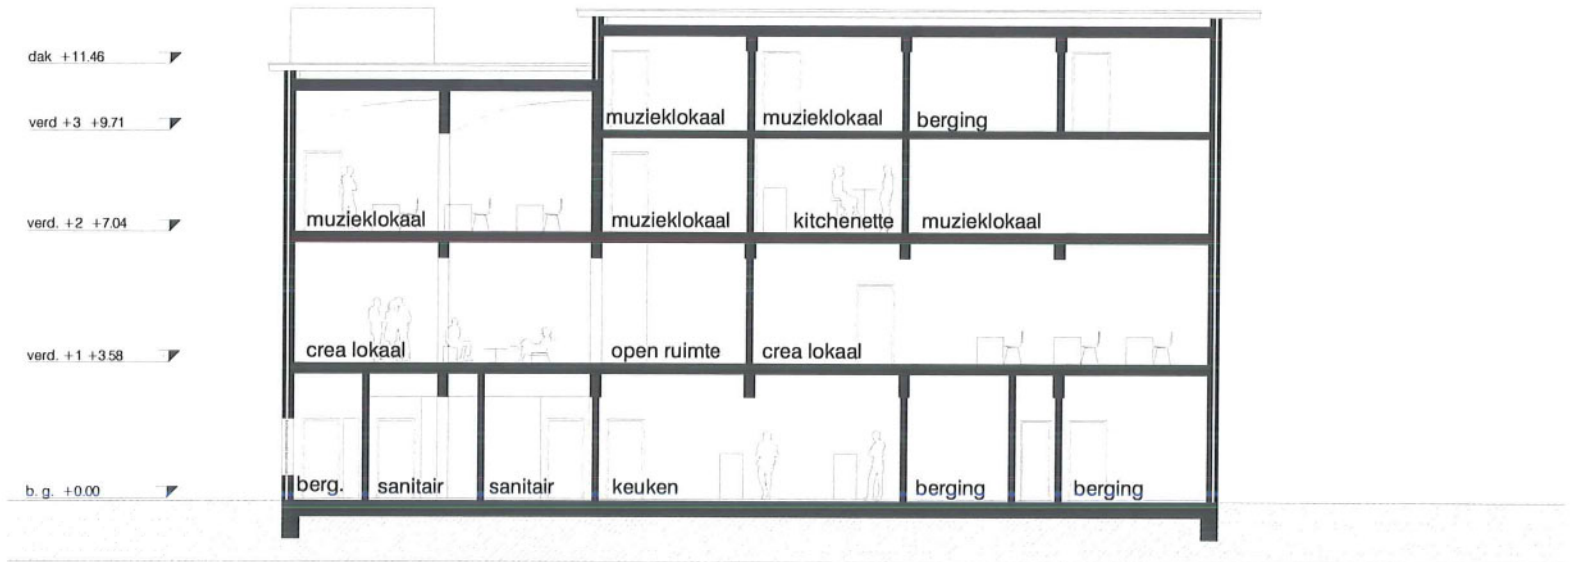 dak +11.46
verd +3 +9.71
muzieklokaal muzieklokaal berging
verd. +2 +7.04
muzieklokaal muzieklokaal kitchenette muzieklokaal
verd. +1 +3.58
crea lokaal open ruimte crea lokaal
b. g. +0.00
berg. sanitair sanitair keuken berging berging